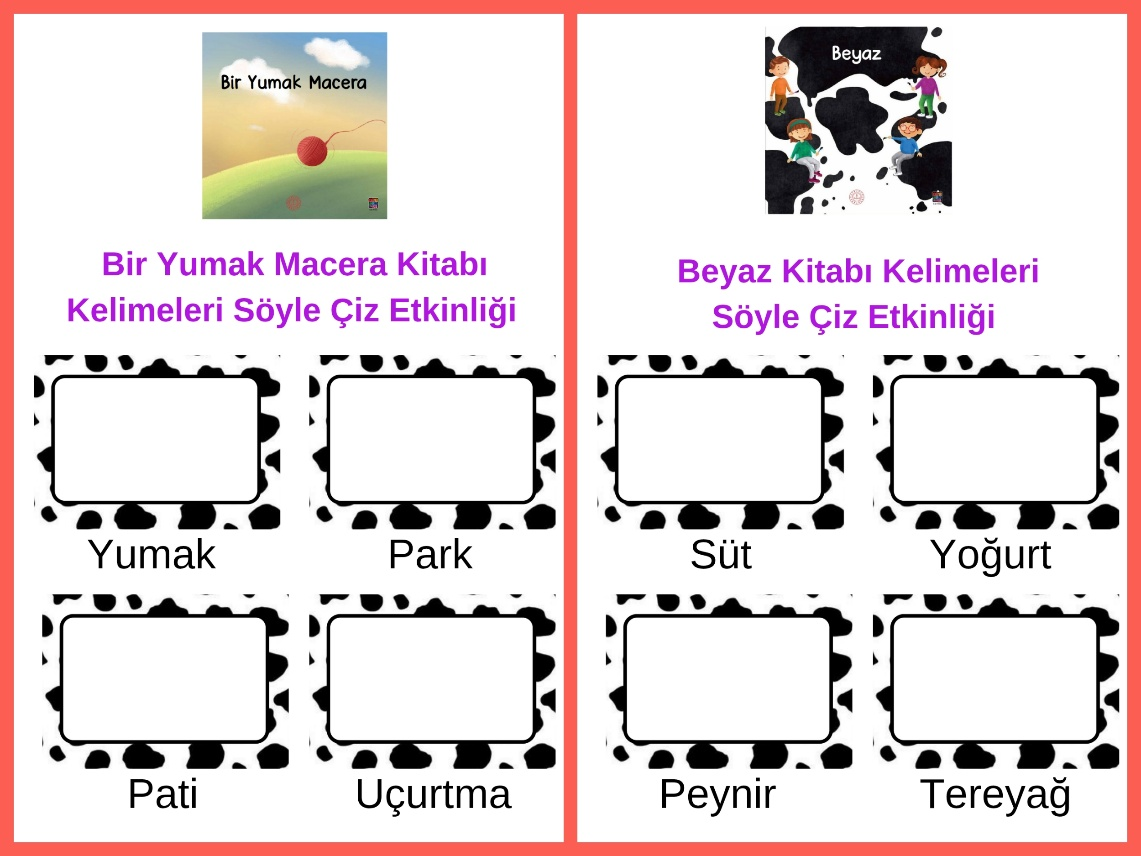 Bir Yumak Macera
Bir Yumak Macera Kitabı
Kelimeleri Söyle Çiz Etkinliği
Yumak
Park
Pati
Uçurtma
Beyaz
Beyaz Kitabı Kelimeleri
Söyle Çiz Etkinliği
Süt
Yoğurt
Peynir
Tereyağ